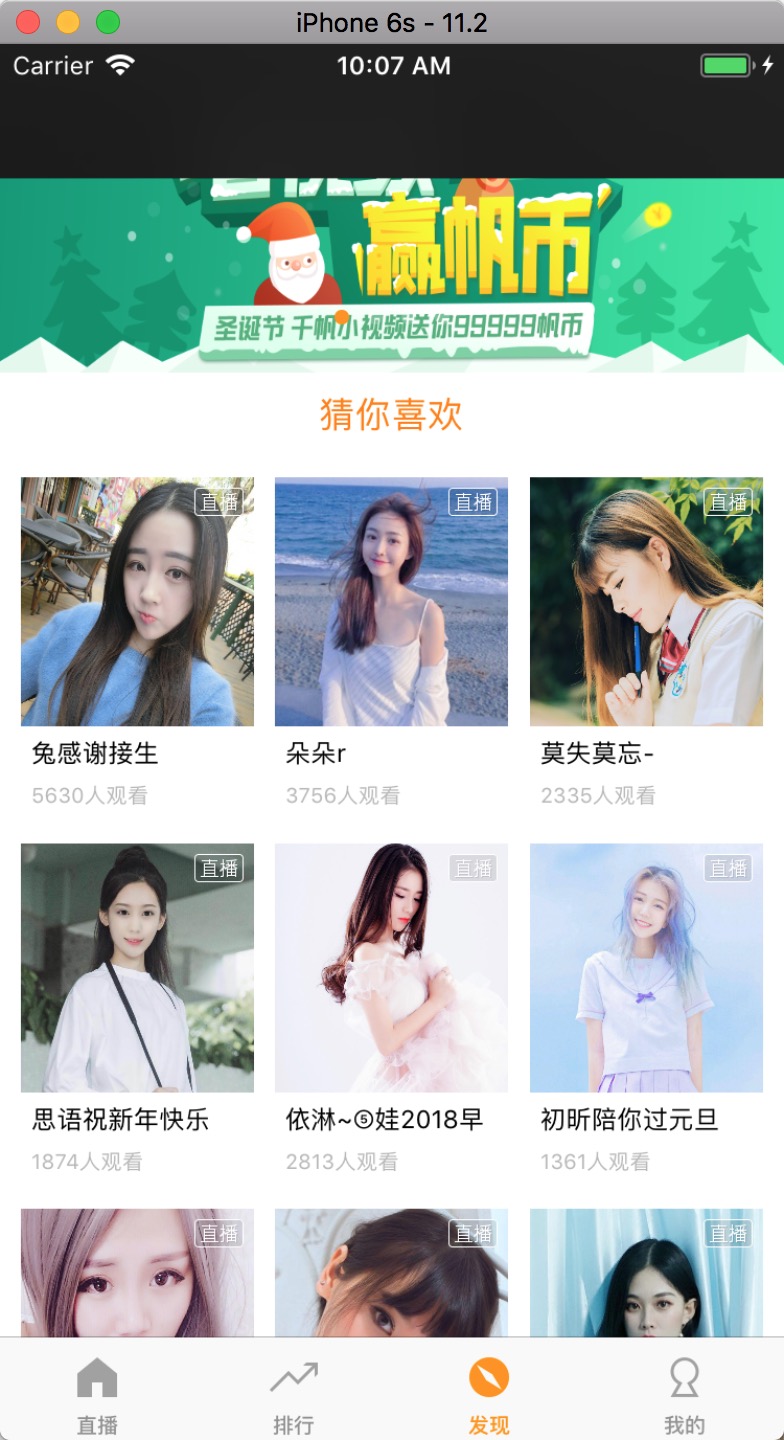 iPhone 6s - 11.2
Carrier
10:07 AM
赢帆币
圣诞节 千帆小视频送你99999帆币
猜你喜欢
直播
直播
直播
兔感谢接生
朵朵r
莫失莫忘-
5630人观看
3756人观看
2335人观看
直播
直播
直播
思语祝新年快乐
依淋~⑤娃2018早
初昕陪你过元旦
1874人观看
2813人观看
1361人观看
直播
直播
直播
直播
排行
发现
我的